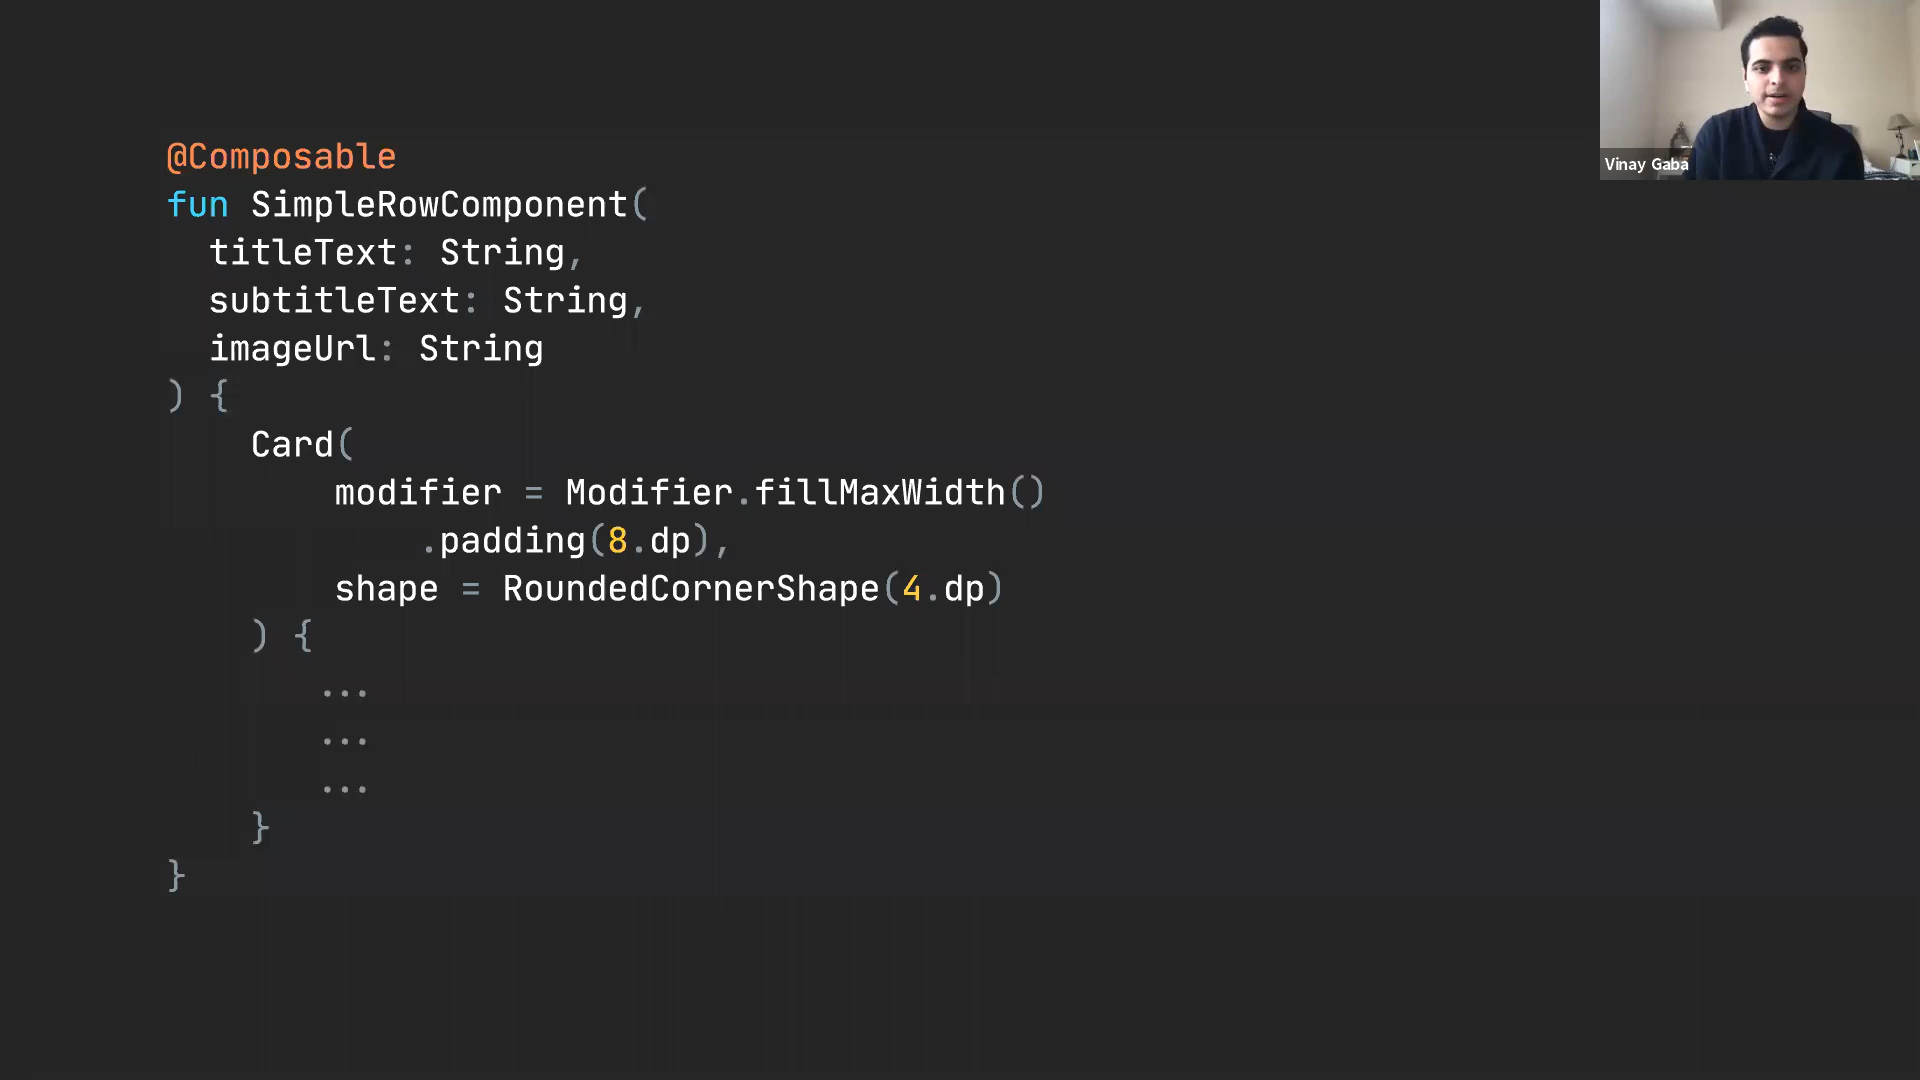 @Composable
fun SimpleRowComponent(
  titleText: String,
  subtitleText: String,
  imageUrl: String
) {
    Card(
        modifier = Modifier.fillMaxWidth()
            .padding(8.dp),
        shape = RoundedCornerShape(4.dp)
    ) {
        ...
        ...
        ...
    }
}
Vinay Gaba